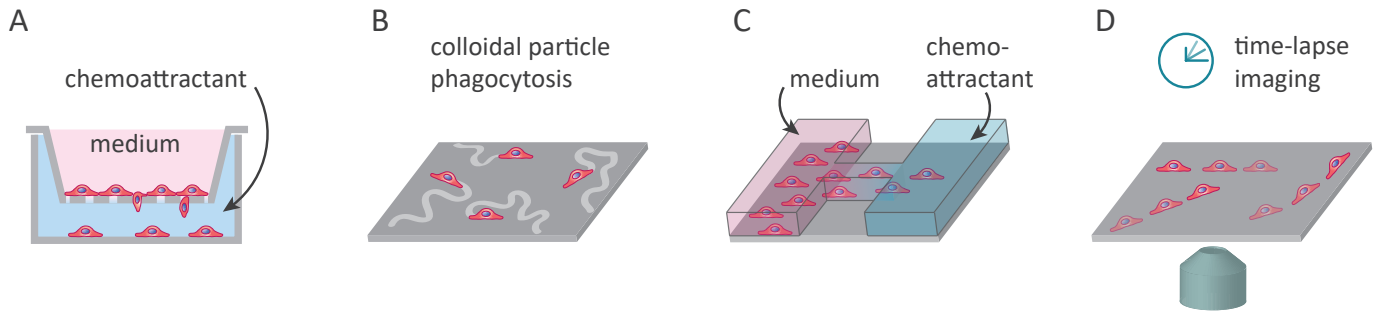 A
chemoattractant
medium
B
colloidal particle
phagocytosis
C
medium
chemo-
attractant
D
time-lapse
imaging